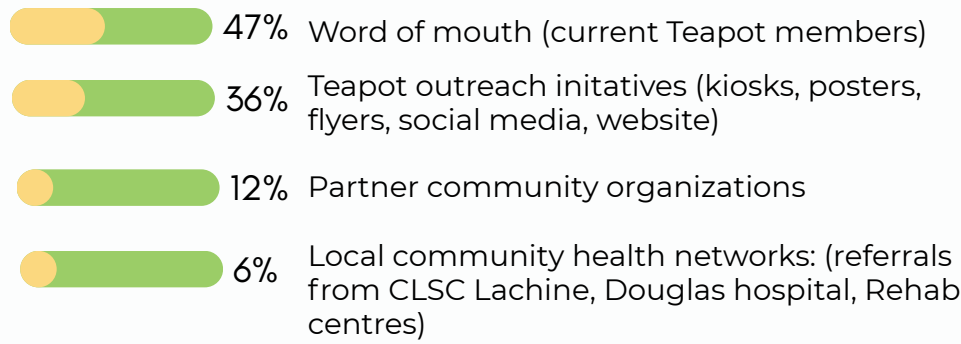 47% Word of mouth (current Teapot members)
36% Teapot outreach initatives (kiosks, posters,
flyers, social media, website)
12% Partner community organizations
6% Local community health networks: (referrals
from CLSC Lachine, Douglas hospital, Rehab
centres)